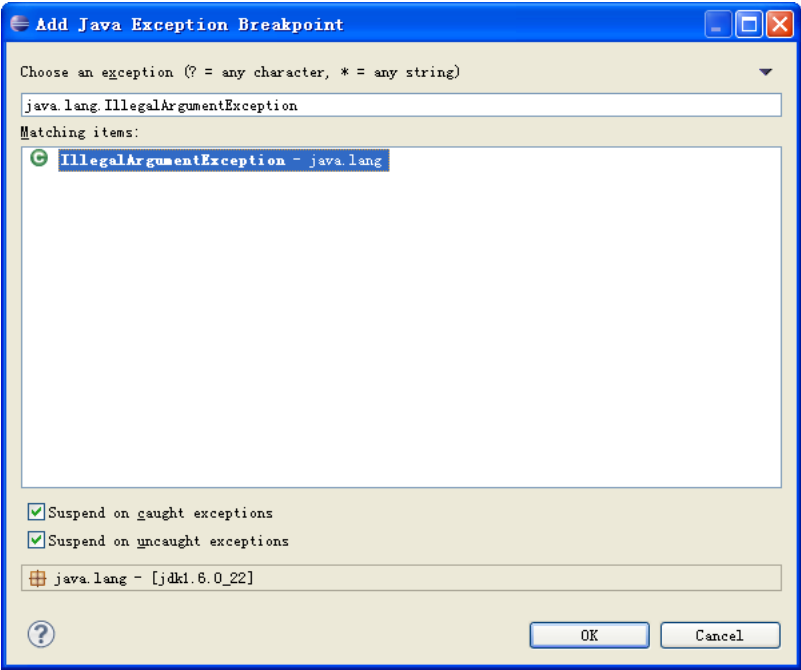 Add Java Exception Breakpoint
Choose an exception (? = any character, * = any string)
java.lang.IllegalArgumentException
Matching items:
IllegalArgumentException - java.lang
Suspend on caught exceptions
Suspend on uncaught exceptions
java.lang - [jdk1.6.0_22]
OK Cancel